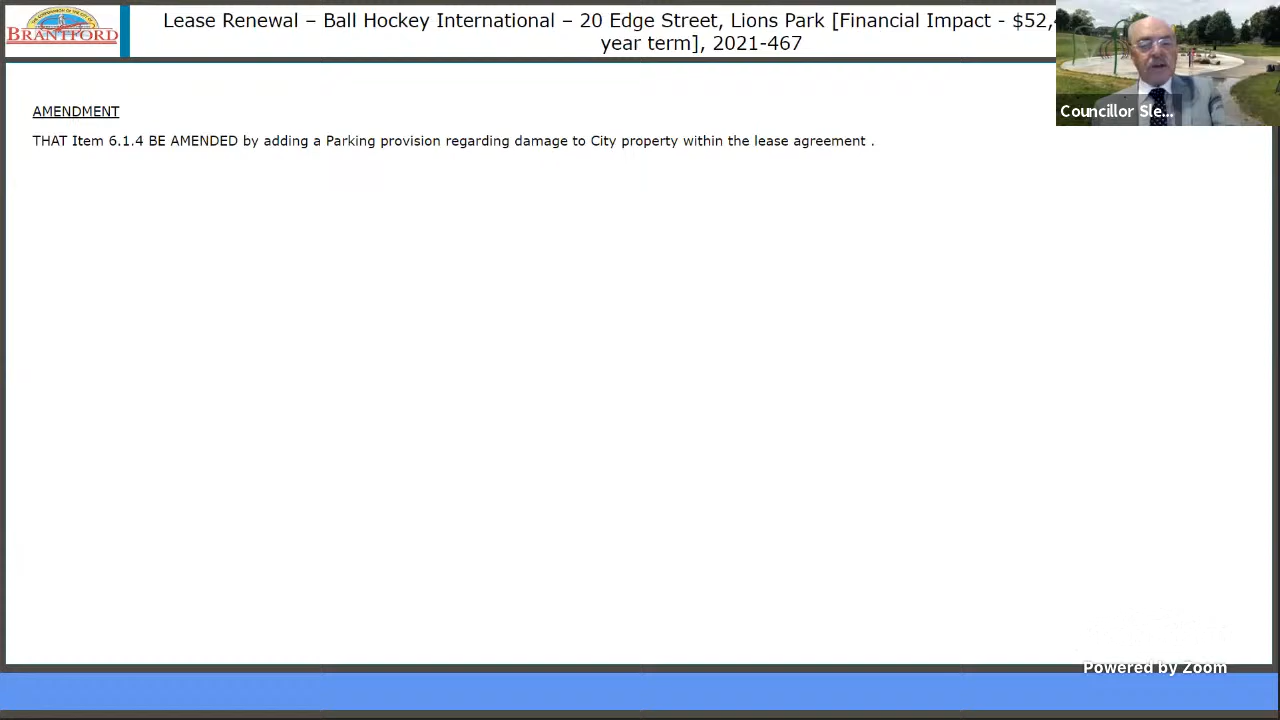 BRANTFORD
Lease Renewal – Ball Hockey International – 20 Edge Street, Lions Park [Financial Impact - $52,
year term], 2021-467
Councillor Sle...
AMENDMENT
THAT Item 6.1.4 BE AMENDED by adding a Parking provision regarding damage to City property within the lease agreement .
Powered by Zoom